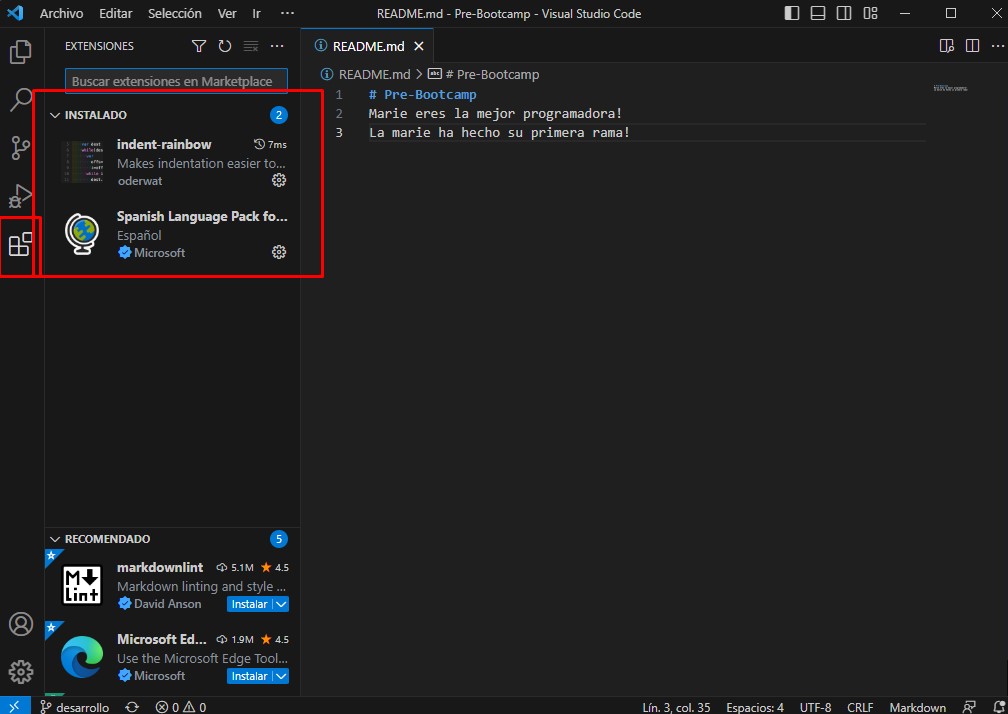 Archivo Editar Selección Ver Ir ··· README.md - Pre-Bootcamp - Visual Studio Code
EXTENSIONES
Buscar extensiones en Marketplace
INSTALADO 2
indent-rainbow 7ms
Makes indentation easier to...
oderwat
Spanish Language Pack fo...
Español
Microsoft
RECOMENDADO 5
markdownlint 5.1M 4.5
Markdown linting and style ...
David Anson Instalar
Microsoft Ed... 1.9M 4.5
Use the Microsoft Edge Tool...
Microsoft Instalar
README.md
README.md > # Pre-Bootcamp
1 # Pre-Bootcamp
2 Marie eres la mejor programadora!
3 La marie ha hecho su primera rama!
desarrollo 0 0 Lín. 3, col. 35 Espacios: 4 UTF-8 CRLF Markdown